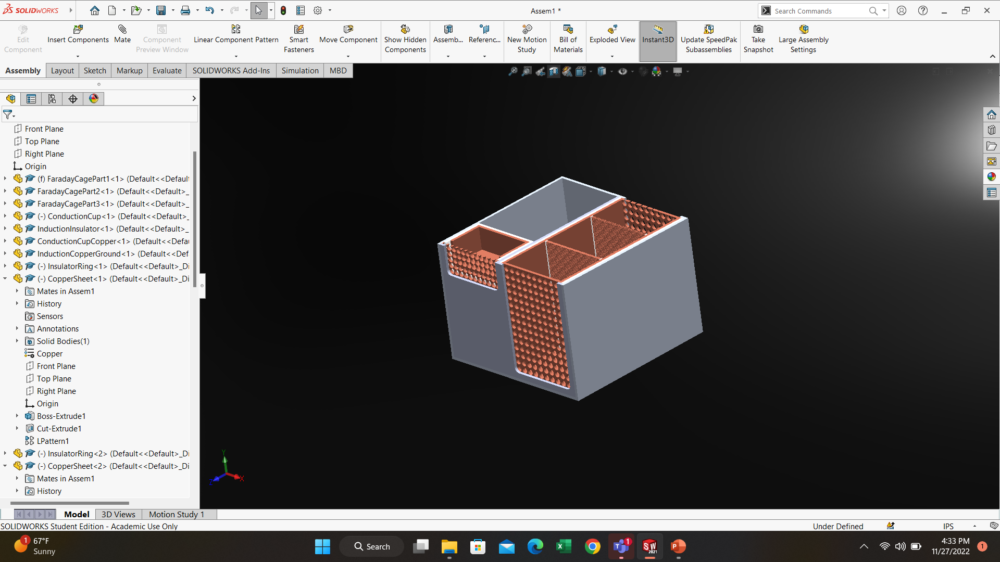 SOLIDWORKS
Assem1 *
Search Commands
Edit
Component
Insert Components
Mate
Component
Preview Window
Linear Component Pattern
Smart
Fasteners
Move Component
Show Hidden
Components
Assemb...
Referenc...
New Motion
Study
Bill of
Materials
Exploded View
Instant3D
Update SpeedPak
Subassemblies
Take
Snapshot
Large Assembly
Settings
Assembly
Layout
Sketch
Markup
Evaluate
SOLIDWORKS Add-Ins
Simulation
MBD
Front Plane
Top Plane
Right Plane
Origin
(f) FaradayCagePart1<1> (Default<<Default
FaradayCagePart2<1> (Default<<Default>_
FaradayCagePart3<1> (Default<<Default>_
(-) ConductionCup<1> (Default<<Default>_
InductionInsulator<1> (Default<<Default>_
ConductionCupCopper<1> (Default<<Defau
InductionCopperGround<1> (Default<<Def
(-) InsulatorRing<1> (Default<<Default>_Di
(-) CopperSheet<1> (Default<<Default>_Di
Mates in Assem1
History
Sensors
Annotations
Solid Bodies(1)
Copper
Front Plane
Top Plane
Right Plane
Origin
Boss-Extrude1
Cut-Extrude1
LPattern1
(-) InsulatorRing<2> (Default<<Default>_Di
(-) CopperSheet<2> (Default<<Default>_Di
Mates in Assem1
History
Y
X
Z
Model
3D Views
Motion Study 1
SOLIDWORKS Student Edition - Academic Use Only
Under Defined
IPS
1
67°F
Sunny
Search
1
SW
2021
4:33 PM
11/27/2022
1